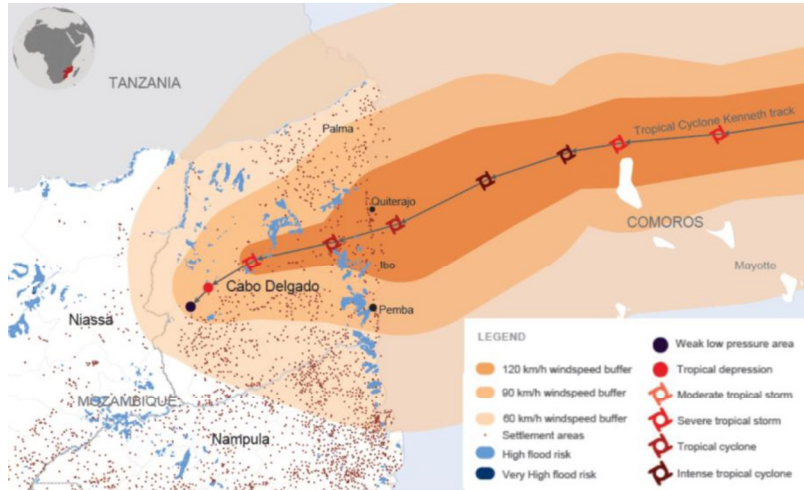 TANZANIA
Palma
Tropical Cyclone Kenneth track
Quiterajo
COMOROS
Ibo
Mayotte
Cabo Delgado
Pemba
Niassa
MOZAMBIQUE
Nampula
LEGEND
120 km/h windspeed buffer
90 km/h windspeed buffer
60 km/h windspeed buffer
Settlement areas
High flood risk
Very High flood risk
Weak low pressure area
Tropical depression
Moderate tropical storm
Severe tropical storm
Tropical cyclone
Intense tropical cyclone